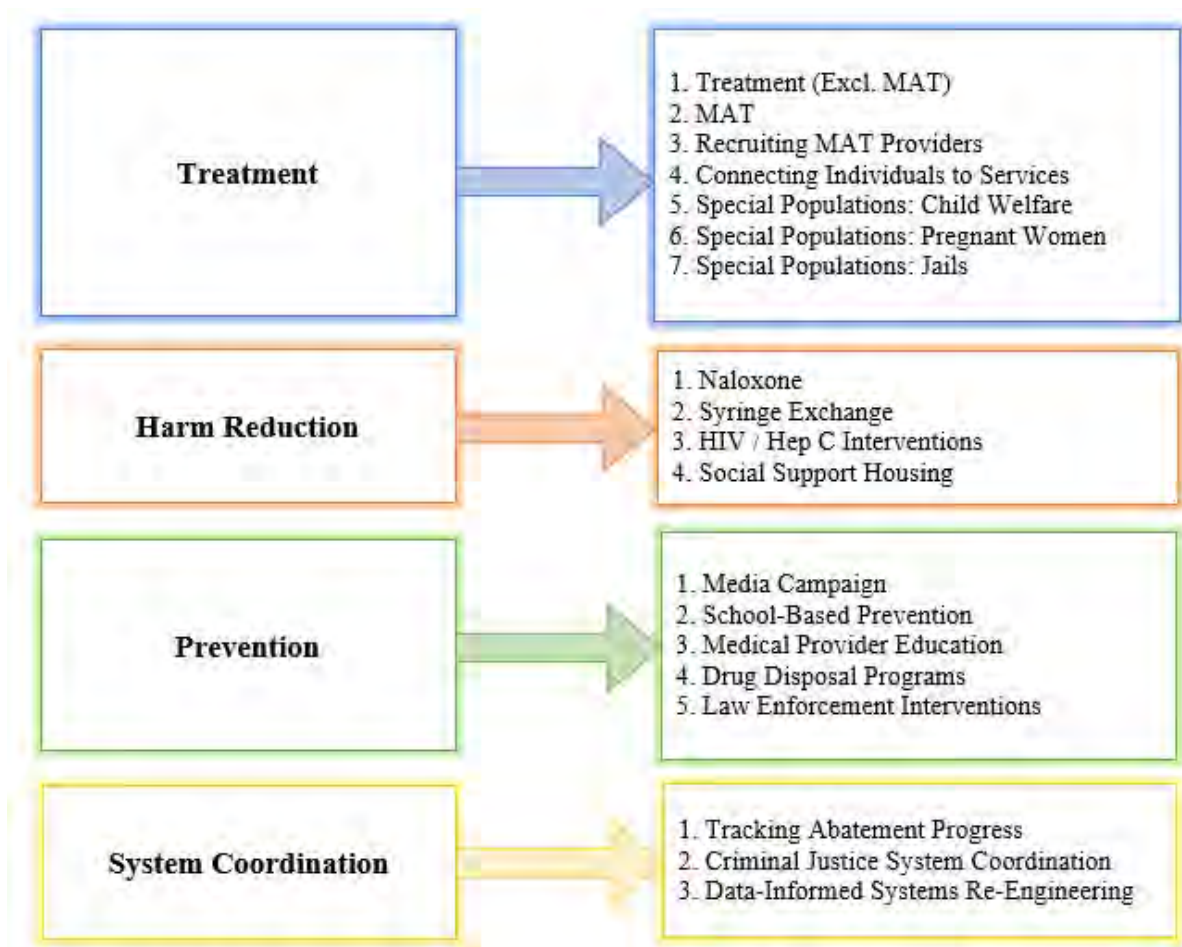 Treatment
1. Treatment (Excl. MAT)
2. MAT
3. Recruiting MAT Providers
4. Connecting Individuals to Services
5. Special Populations: Child Welfare
6. Special Populations: Pregnant Women
7. Special Populations: Jails
Harm Reduction
1. Naloxone
2. Syringe Exchange
3. HIV / Hep C Interventions
4. Social Support Housing
Prevention
1. Media Campaign
2. School-Based Prevention
3. Medical Provider Education
4. Drug Disposal Programs
5. Law Enforcement Interventions
System Coordination
1. Tracking Abatement Progress
2. Criminal Justice System Coordination
3. Data-Informed Systems Re-Engineering